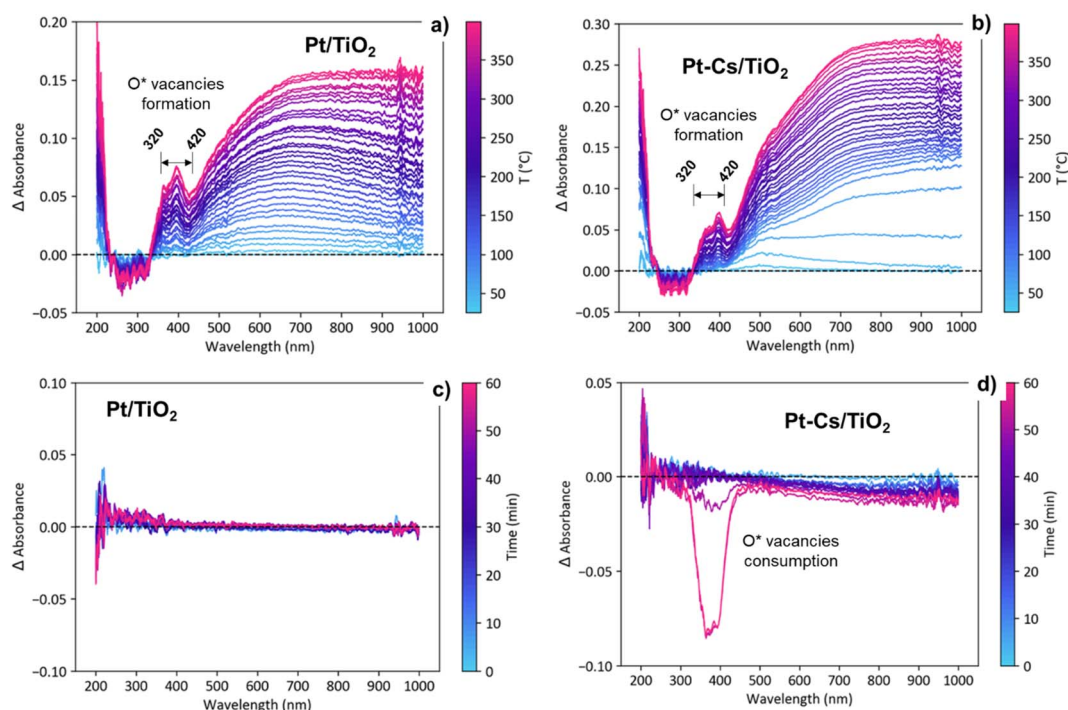 a)
Pt/TiO₂
O* vacancies
formation
320
420
Δ Absorbance
0.20
0.15
0.10
0.05
0.00
−0.05
200 300 400 500 600 700 800 900 1000
Wavelength (nm)
350
300
250
200
150
100
50
T (°C)
b)
Pt-Cs/TiO₂
O* vacancies
formation
320
420
Δ Absorbance
0.30
0.25
0.20
0.15
0.10
0.05
0.00
−0.05
200 300 400 500 600 700 800 900 1000
Wavelength (nm)
350
300
250
200
150
100
50
T (°C)
c)
Pt/TiO₂
Δ Absorbance
0.10
0.05
0.00
−0.05
−0.10
200 300 400 500 600 700 800 900 1000
Wavelength (nm)
60
50
40
30
20
10
0
Time (min)
d)
Pt-Cs/TiO₂
O* vacancies
consumption
Δ Absorbance
0.05
0.00
−0.05
−0.10
200 300 400 500 600 700 800 900 1000
Wavelength (nm)
60
50
40
30
20
10
0
Time (min)